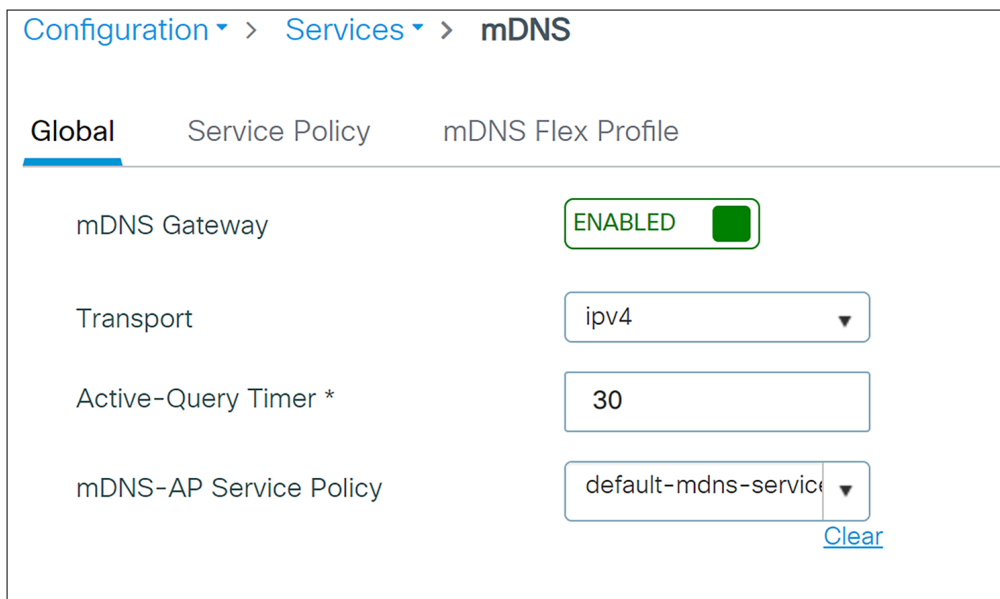 Configuration > Services > mDNS
Global Service Policy mDNS Flex Profile
mDNS Gateway ENABLED
Transport ipv4
Active-Query Timer * 30
mDNS-AP Service Policy default-mdns-service
Clear